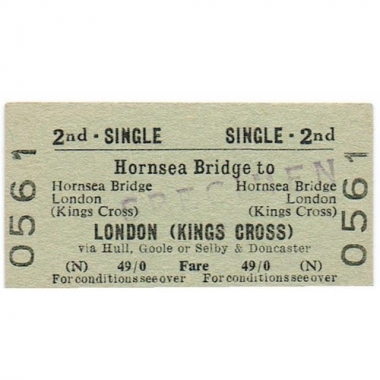 2nd - SINGLE SINGLE - 2nd
Hornsea Bridge to
Hornsea Bridge Hornsea Bridge
London London
(Kings Cross) (Kings Cross)
SPECIMEN
LONDON (KINGS CROSS)
via Hull, Goole or Selby & Doncaster
(N) 49/0 Fare 49/0 (N)
For conditions see over For conditions see over
0561
0561